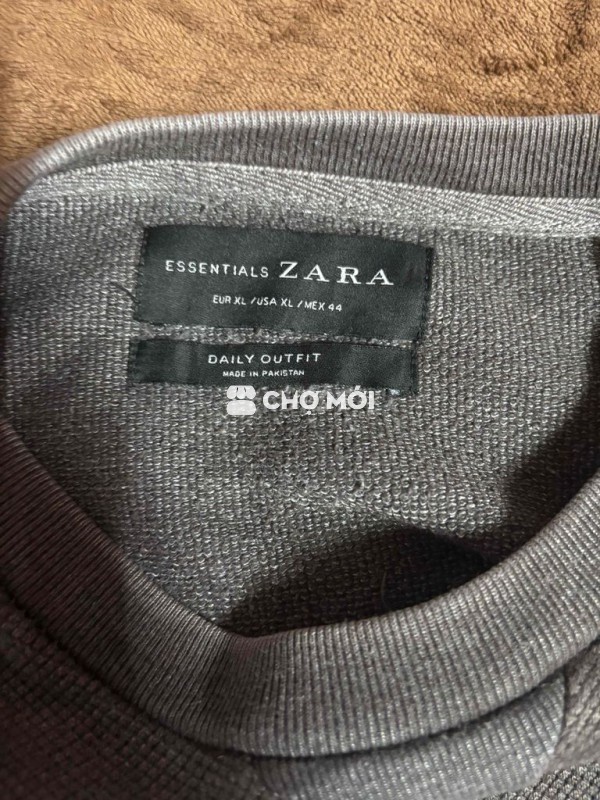 ESSENTIALS ZARA
EUR XL / USA XL / MEX 44
DAILY OUTFIT
MADE IN PAKISTAN
CHỢ MỚI